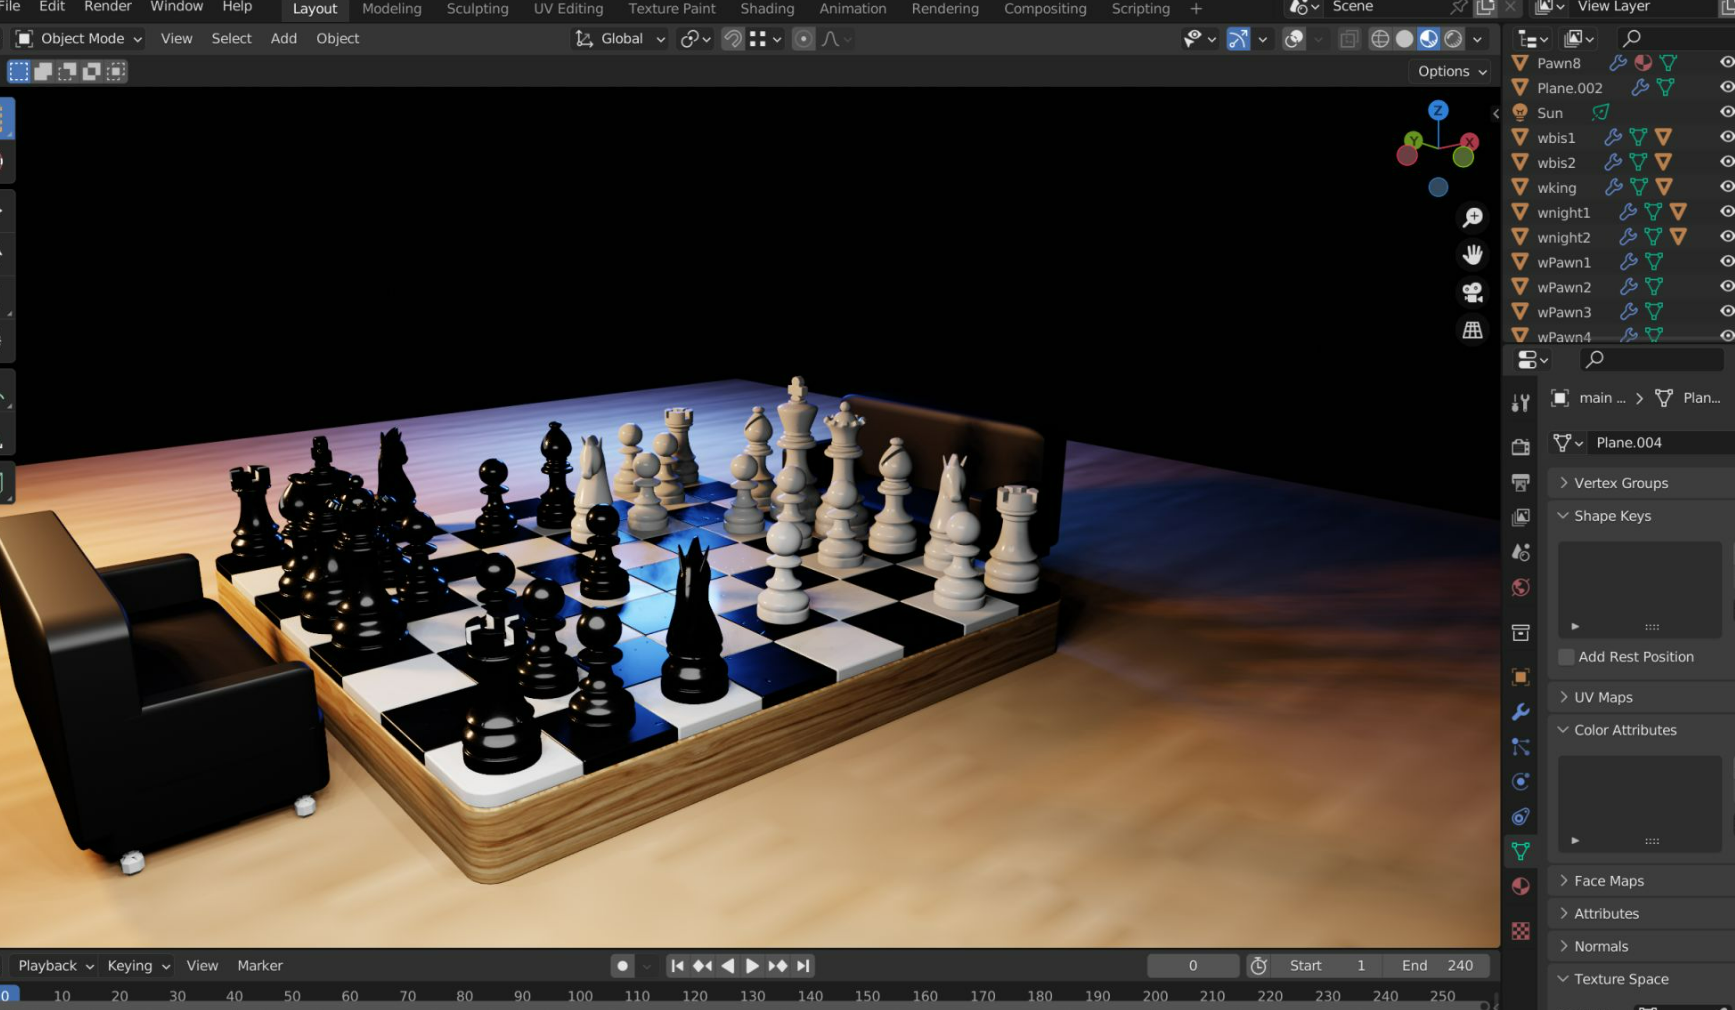 File Edit Render Window Help Layout Modeling Sculpting UV Editing Texture Paint Shading Animation Rendering Compositing Scripting + Scene View Layer
Object Mode View Select Add Object Global
Options
Z
Y X
Pawn8
Plane.002
Sun
wbis1
wbis2
wking
wnight1
wnight2
wPawn1
wPawn2
wPawn3
wPawn4
main ... > Plan...
Plane.004
Vertex Groups
Shape Keys
Add Rest Position
UV Maps
Color Attributes
Face Maps
Attributes
Normals
Texture Space
Playback Keying View Marker 0 Start 1 End 240
0 10 20 30 40 50 60 70 80 90 100 110 120 130 140 150 160 170 180 190 200 210 220 230 240 250